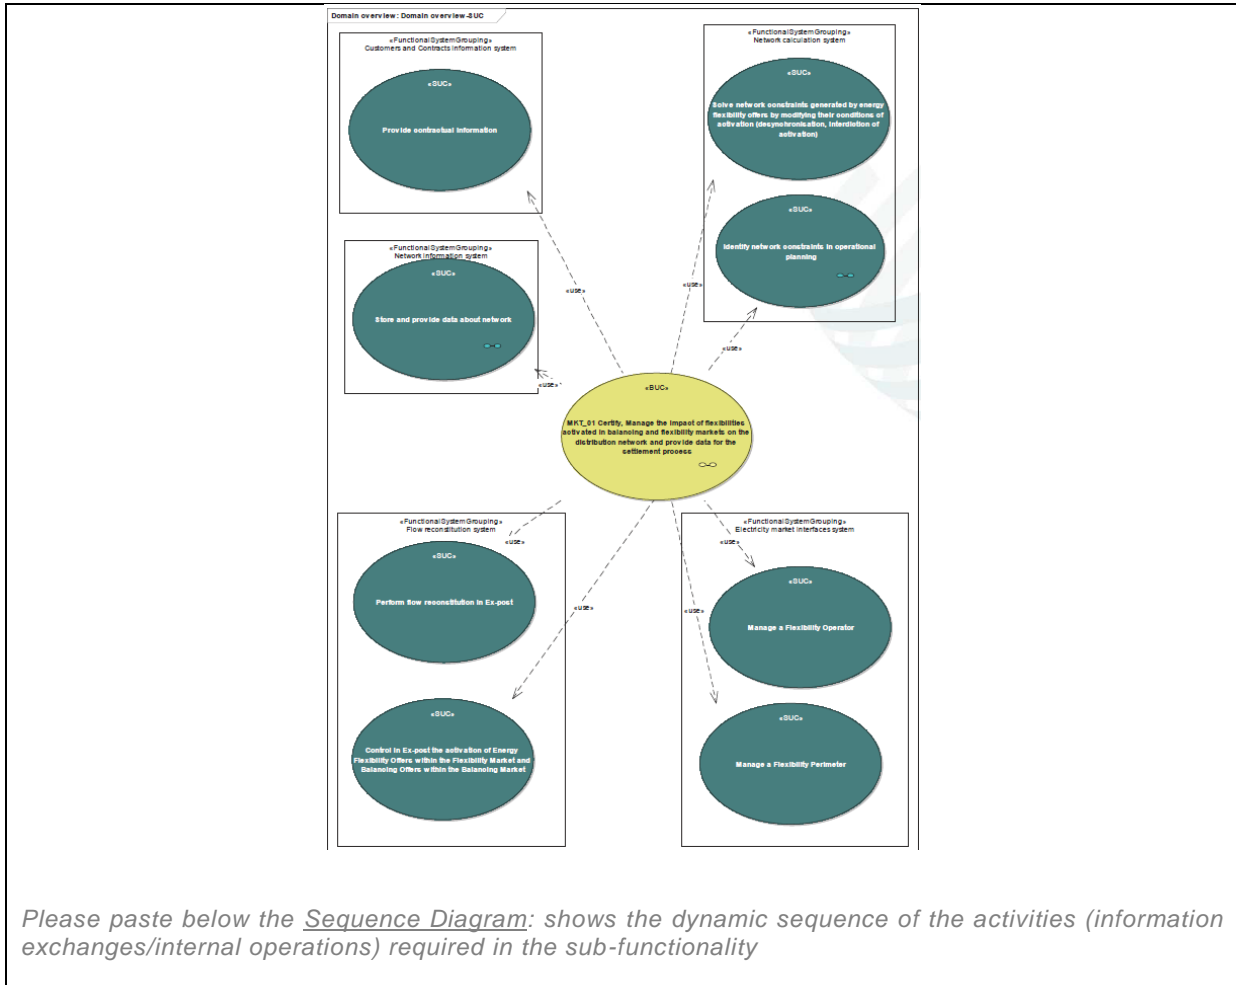 Domain overview: Domain overview-SUC
«FunctionalSystemGrouping»
Customers and Contracts information system
«SUC»
Provide contractual information
«FunctionalSystemGrouping»
Network calculation system
«SUC»
Solve network constraints generated by energy
flexibility offers by modifying their conditions of
activation (desynchronisation, interdiction of
activation)
«SUC»
Identify network constraints in operational
planning
«FunctionalSystemGrouping»
Network information system
«SUC»
Store and provide data about network
«use»
«use»
«use»
«use»
«BUC»
MKT_01 Certify, Manage the impact of flexibilities
activated in balancing and flexibility markets on the
distribution network and provide data for the
settlement process
«FunctionalSystemGrouping»
Flow reconstitution system
«use»
«SUC»
Perform flow reconstitution in Ex-post
«use»
«SUC»
Control in Ex-post the activation of Energy
Flexibility Offers within the Flexibility Market and
Balancing Offers within the Balancing Market
«FunctionalSystemGrouping»
Electricity market interfaces system
«use»
«SUC»
Manage a Flexibility Operator
«use»
«SUC»
Manage a Flexibility Perimeter
Please paste below the Sequence Diagram: shows the dynamic sequence of the activities (information
exchanges/internal operations) required in the sub-functionality